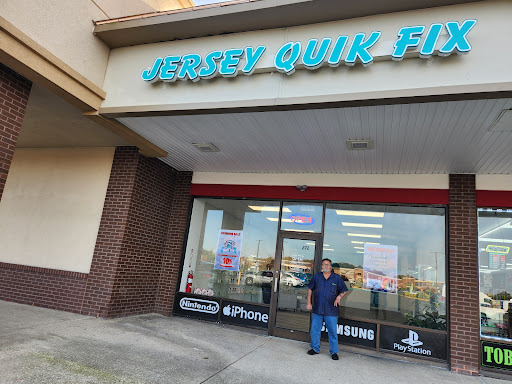 JERSEY QUIK FIX
Nintendo
iPhone
SAMSUNG
PlayStation
TOB